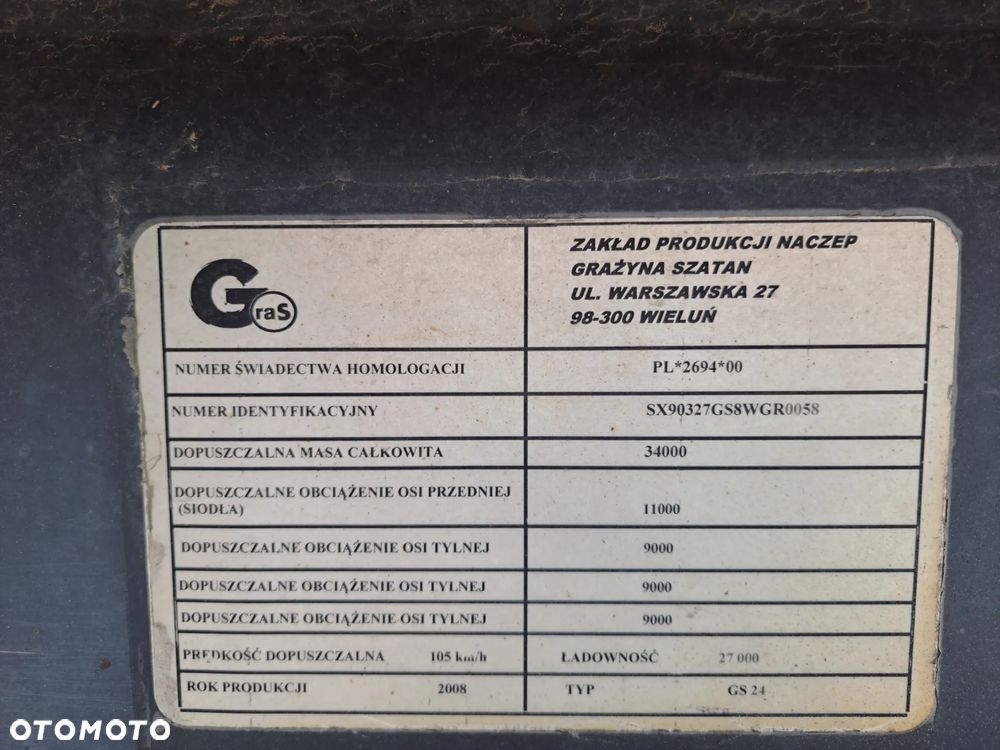 GraS
ZAKŁAD PRODUKCJI NACZEP
GRAŻYNA SZATAN
UL. WARSZAWSKA 27
98-300 WIELUŃ
NUMER ŚWIADECTWA HOMOLOGACJI PL*2694*00
NUMER IDENTYFIKACYJNY SX90327GS8WGR0058
DOPUSZCZALNA MASA CAŁKOWITA 34000
DOPUSZCZALNE OBCIĄŻENIE OSI PRZEDNIEJ
(SIODŁA) 11000
DOPUSZCZALNE OBCIĄŻENIE OSI TYLNEJ 9000
DOPUSZCZALNE OBCIĄŻENIE OSI TYLNEJ 9000
DOPUSZCZALNE OBCIĄŻENIE OSI TYLNEJ 9000
PRĘDKOŚĆ DOPUSZCZALNA 105 km/h ŁADOWNOŚĆ 27 000
ROK PRODUKCJI 2008 TYP GS 24
OTOMOTO